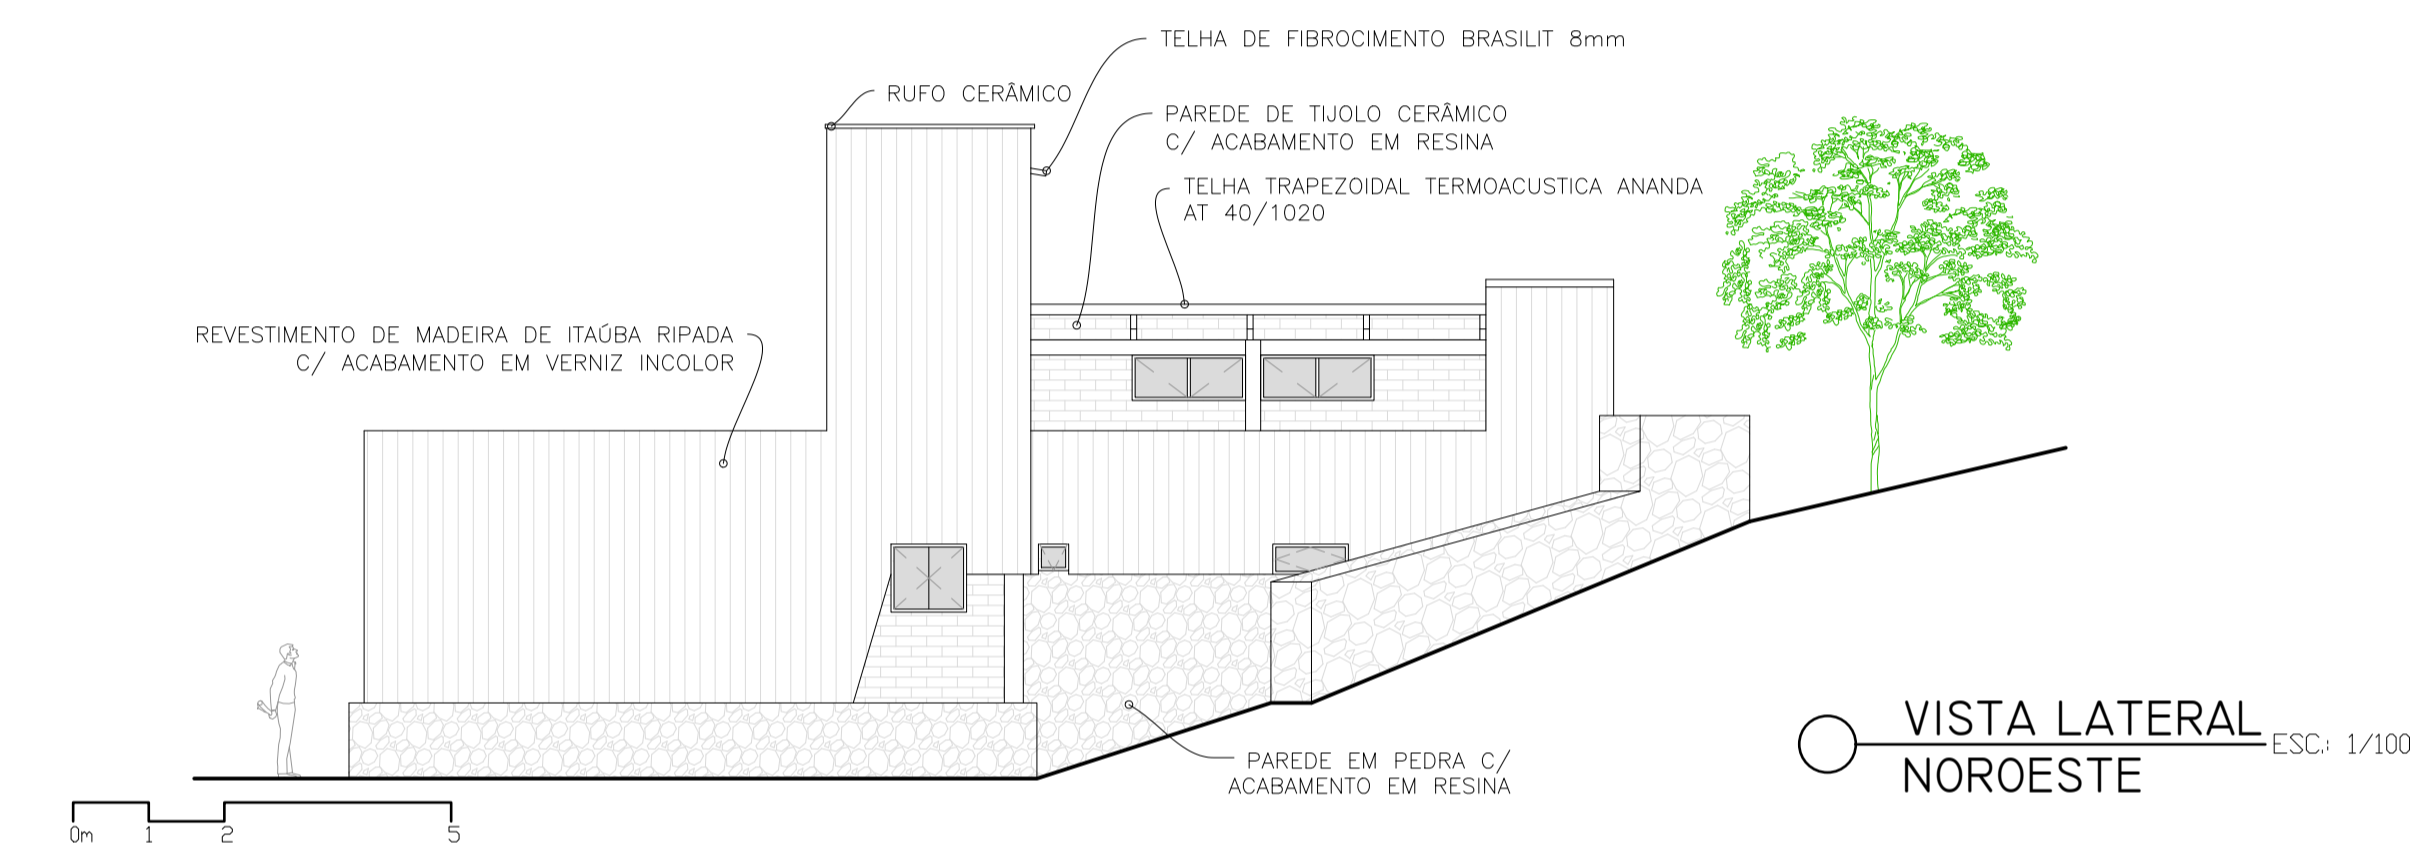 TELHA DE FIBROCIMENTO BRASILIT 8mm
RUFO CERÂMICO
PAREDE DE TIJOLO CERÂMICO
C/ ACABAMENTO EM RESINA
TELHA TRAPEZOIDAL TERMOACUSTICA ANANDA
AT 40/1020
REVESTIMENTO DE MADEIRA DE ITAÚBA RIPADA
C/ ACABAMENTO EM VERNIZ INCOLOR
PAREDE EM PEDRA C/
ACABAMENTO EM RESINA
VISTA LATERAL
NOROESTE
ESC.: 1/100
0m 1 2 5